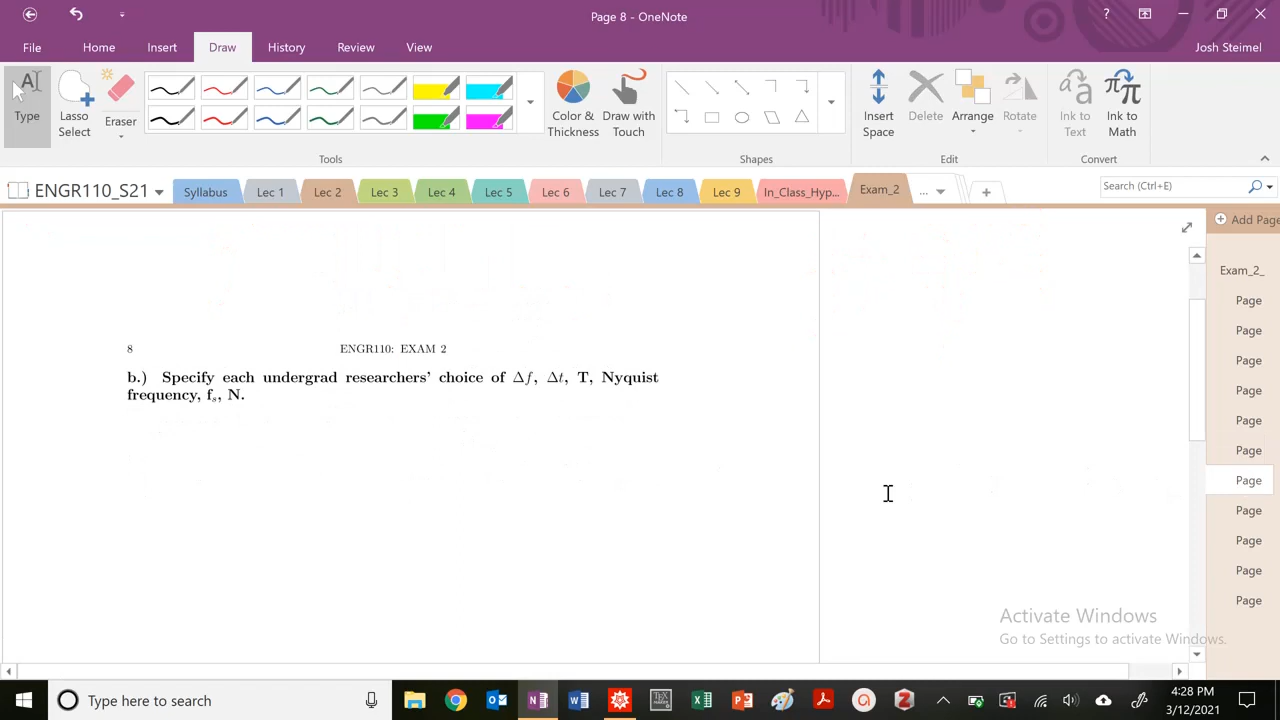 Page 8 - OneNote
?
Josh Steimel
File
Home
Insert
Draw
History
Review
View
Type
Lasso
Select
Eraser
Color &
Thickness
Draw with
Touch
Insert
Space
Delete
Arrange
Rotate
Ink to
Text
Ink to
Math
Tools
Shapes
Edit
Convert
ENGR110_S21
Syllabus
Lec 1
Lec 2
Lec 3
Lec 4
Lec 5
Lec 6
Lec 7
Lec 8
Lec 9
In_Class_Hyp...
Exam_2
...
Search (Ctrl+E)
Add Page
Exam_2_
Page
Page
Page
Page
Page
Page
Page
Page
Page
Page
Page
8
ENGR110: EXAM 2
b.) Specify each undergrad researchers' choice of Δf, Δt, T, Nyquist
frequency, fₛ, N.
Activate Windows
Go to Settings to activate Windows.
Type here to search
4:28 PM
3/12/2021